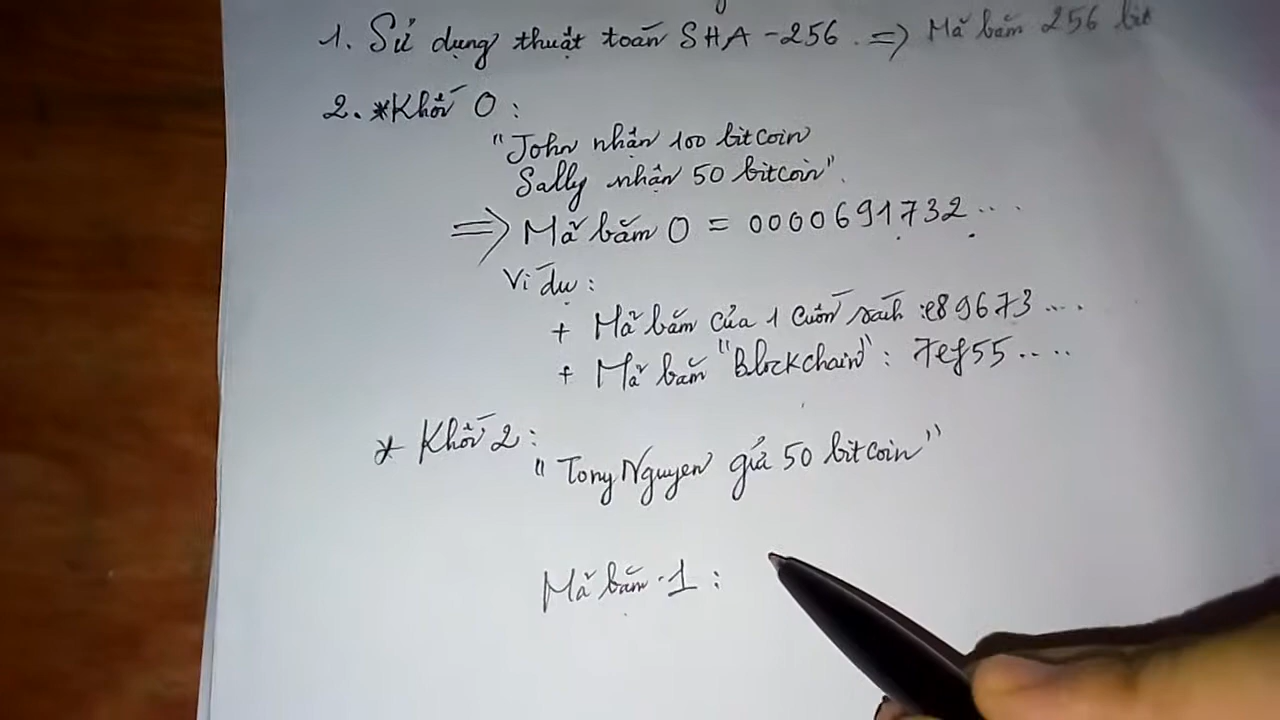 1. Sử dụng thuật toán SHA-256. => Mã băm 256 bit
2. *Khối 0:
"John nhận 100 bitcoin
Sally nhận 50 bitcoin".
=> Mã băm 0 = 0000691732....
Ví dụ:
+ Mã băm của 1 cuốn sách: e89673....
+ Mã băm "Blockchain": 7ef55....
* Khối 2:
"Tony Nguyen gửi 50 bitcoin"
Mã băm 1: